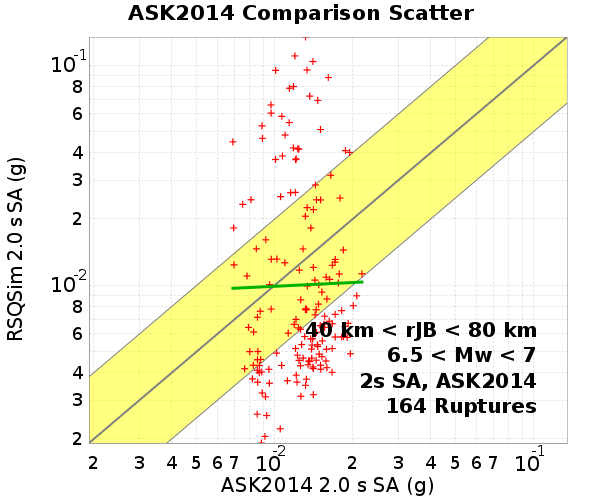 ASK2014 Comparison Scatter
RSQSim 2.0 s SA (g)
10-1
8
6
4
3
2
10-2
8
6
4
3
2
40 km < rJB < 80 km
6.5 < Mw < 7
2s SA, ASK2014
164 Ruptures
2 3 4 5 6 7 10-2 2 3 4 5 6 7 10-1
ASK2014 2.0 s SA (g)